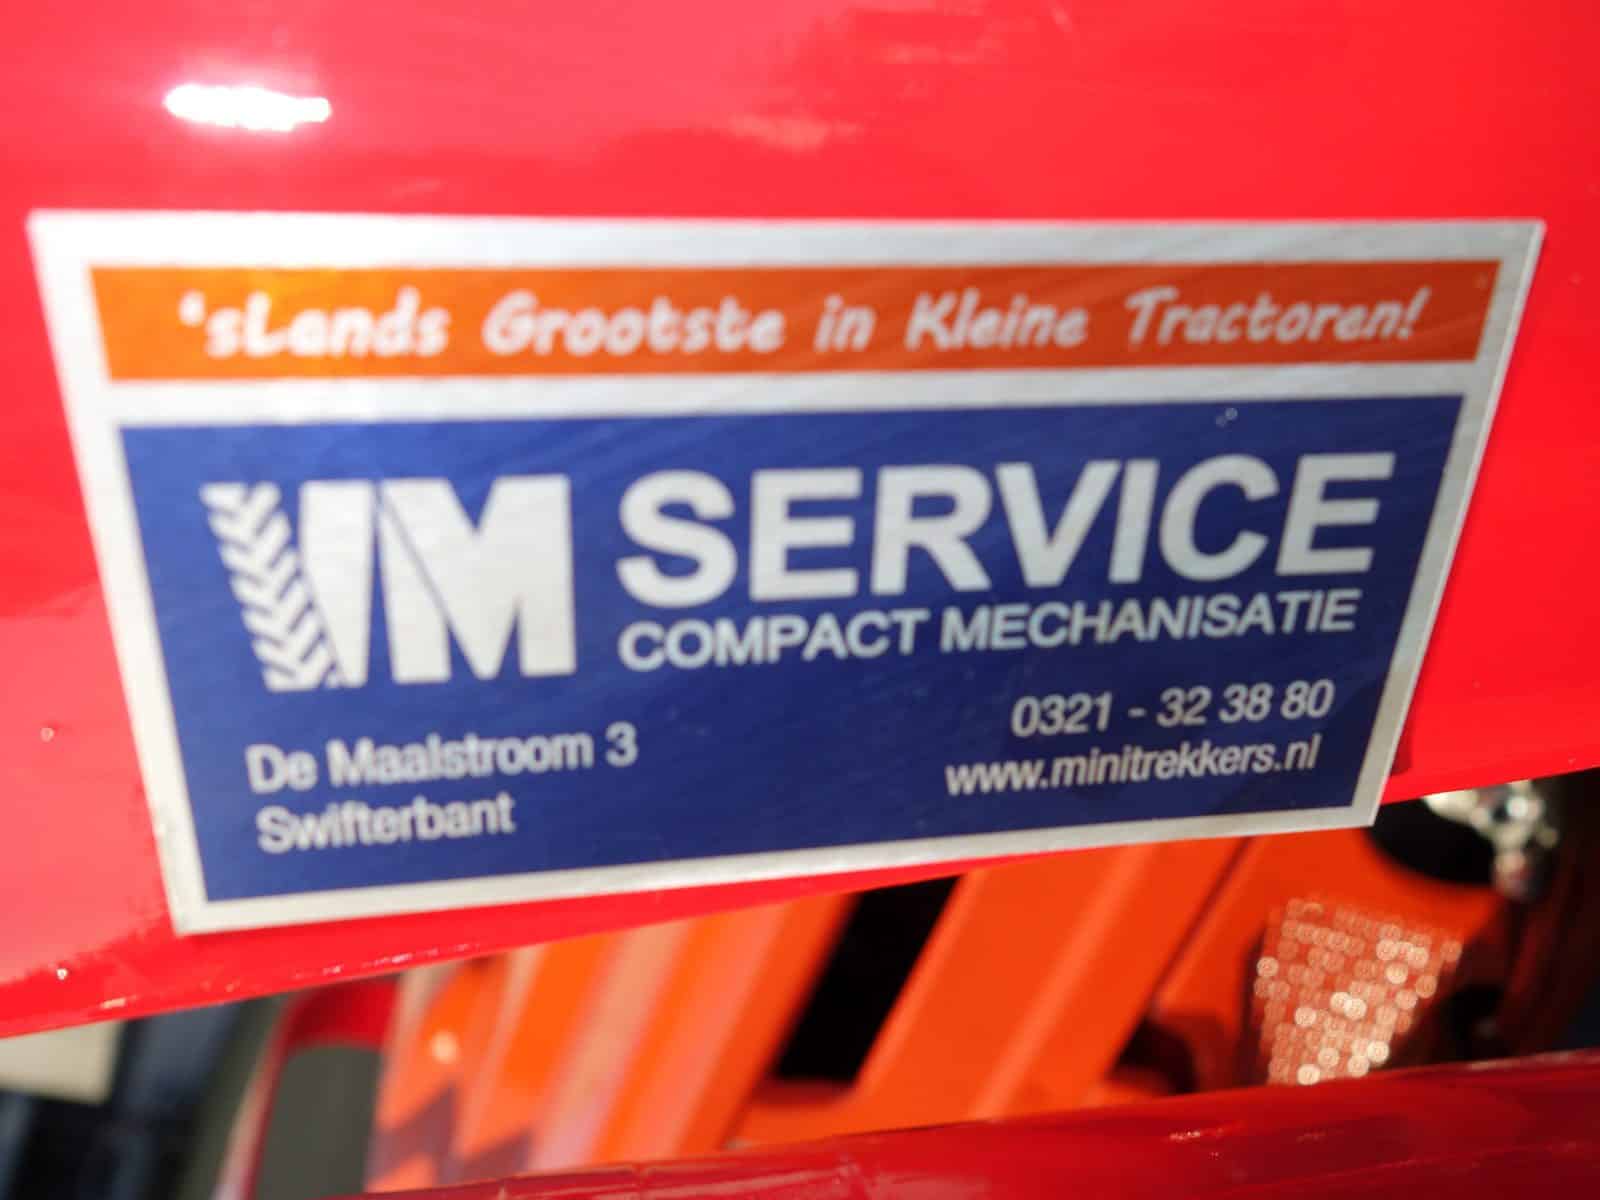 'sLands Grootste in Kleine Tractoren!
VM SERVICE
COMPACT MECHANISATIE
0321 - 32 38 80
www.minitrekkers.nl
De Maalstroom 3
Swifterbant